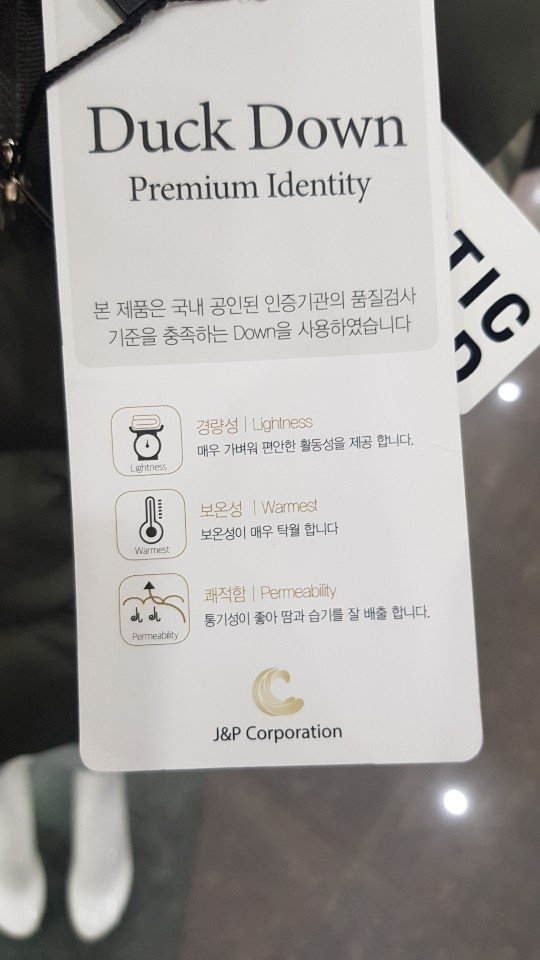 Duck Down
Premium Identity
본 제품은 국내 공인된 인증기관의 품질검사
기준을 충족하는 Down을 사용하였습니다
Lightness
경량성 | Lightness
매우 가벼워 편안한 활동성을 제공 합니다.
Warmest
보온성 | Warmest
보온성이 매우 탁월 합니다
Permeability
쾌적함 | Permeability
통기성이 좋아 땀과 습기를 잘 배출 합니다.
J&P Corporation
TIC